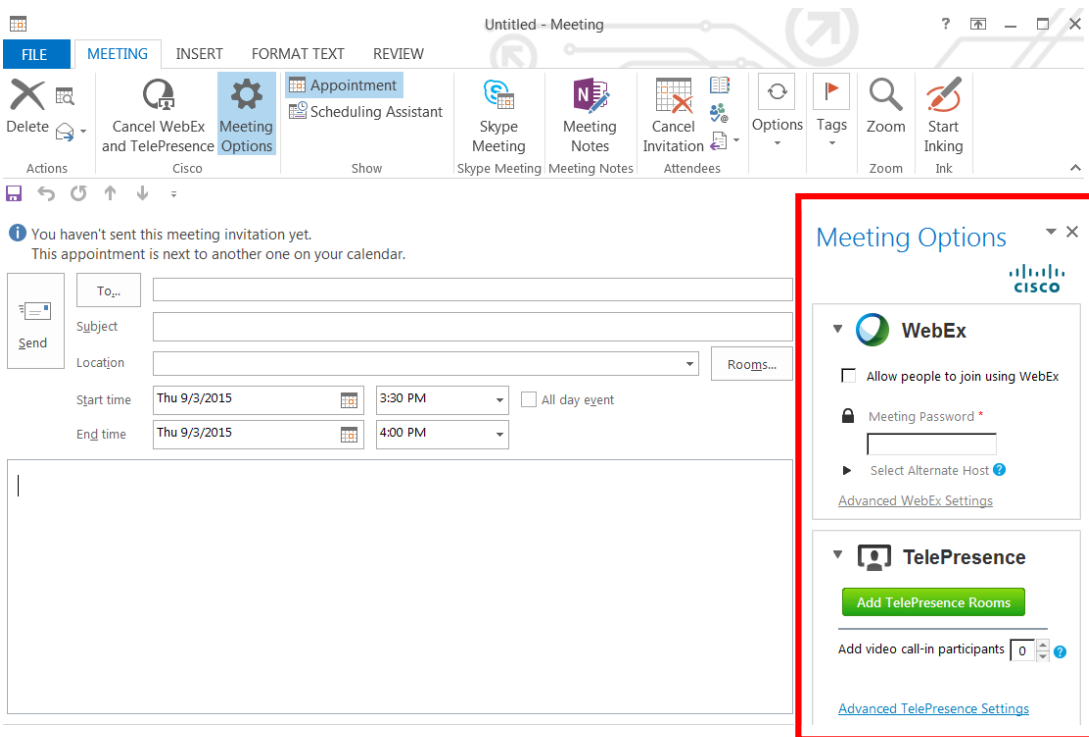 Untitled - Meeting
?
FILE MEETING INSERT FORMAT TEXT REVIEW
Delete
Cancel WebEx and TelePresence
Meeting Options
Appointment
Scheduling Assistant
Skype Meeting
N
Meeting Notes
Cancel Invitation
Options
Tags
Zoom
Start Inking
Actions Cisco Show Skype Meeting Meeting Notes Attendees Zoom Ink
You haven't sent this meeting invitation yet.
This appointment is next to another one on your calendar.
Send
To...
Subject
Location Rooms...
Start time Thu 9/3/2015 3:30 PM All day event
End time Thu 9/3/2015 4:00 PM
Meeting Options
CISCO
WebEx
Allow people to join using WebEx
Meeting Password *
Select Alternate Host ?
Advanced WebEx Settings
TelePresence
Add TelePresence Rooms
Add video call-in participants 0 ?
Advanced TelePresence Settings